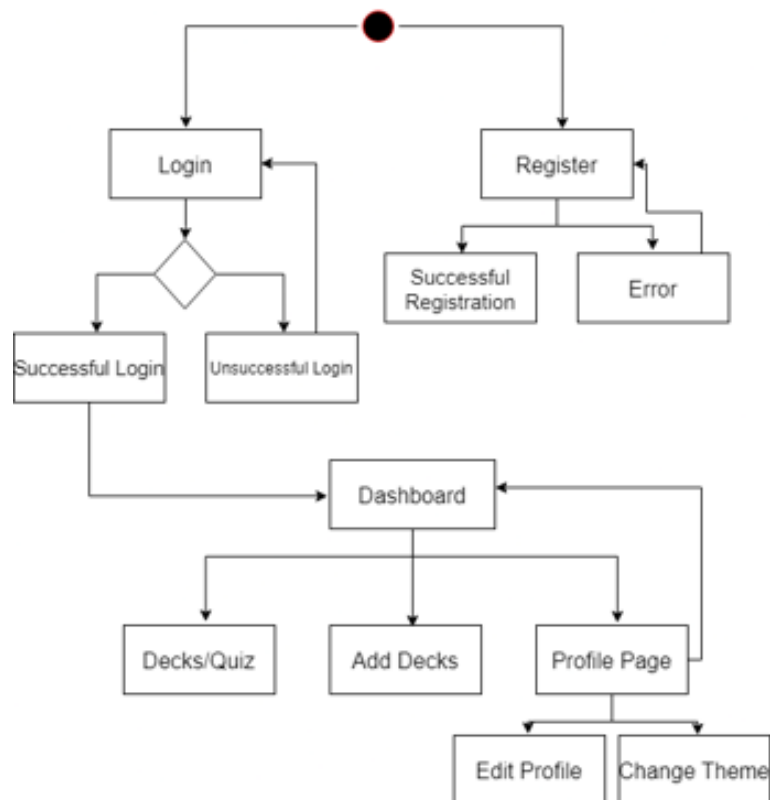 Login
Register
Successful
Registration
Error
Successful Login
Unsuccessful Login
Dashboard
Decks/Quiz
Add Decks
Profile Page
Edit Profile
Change Theme